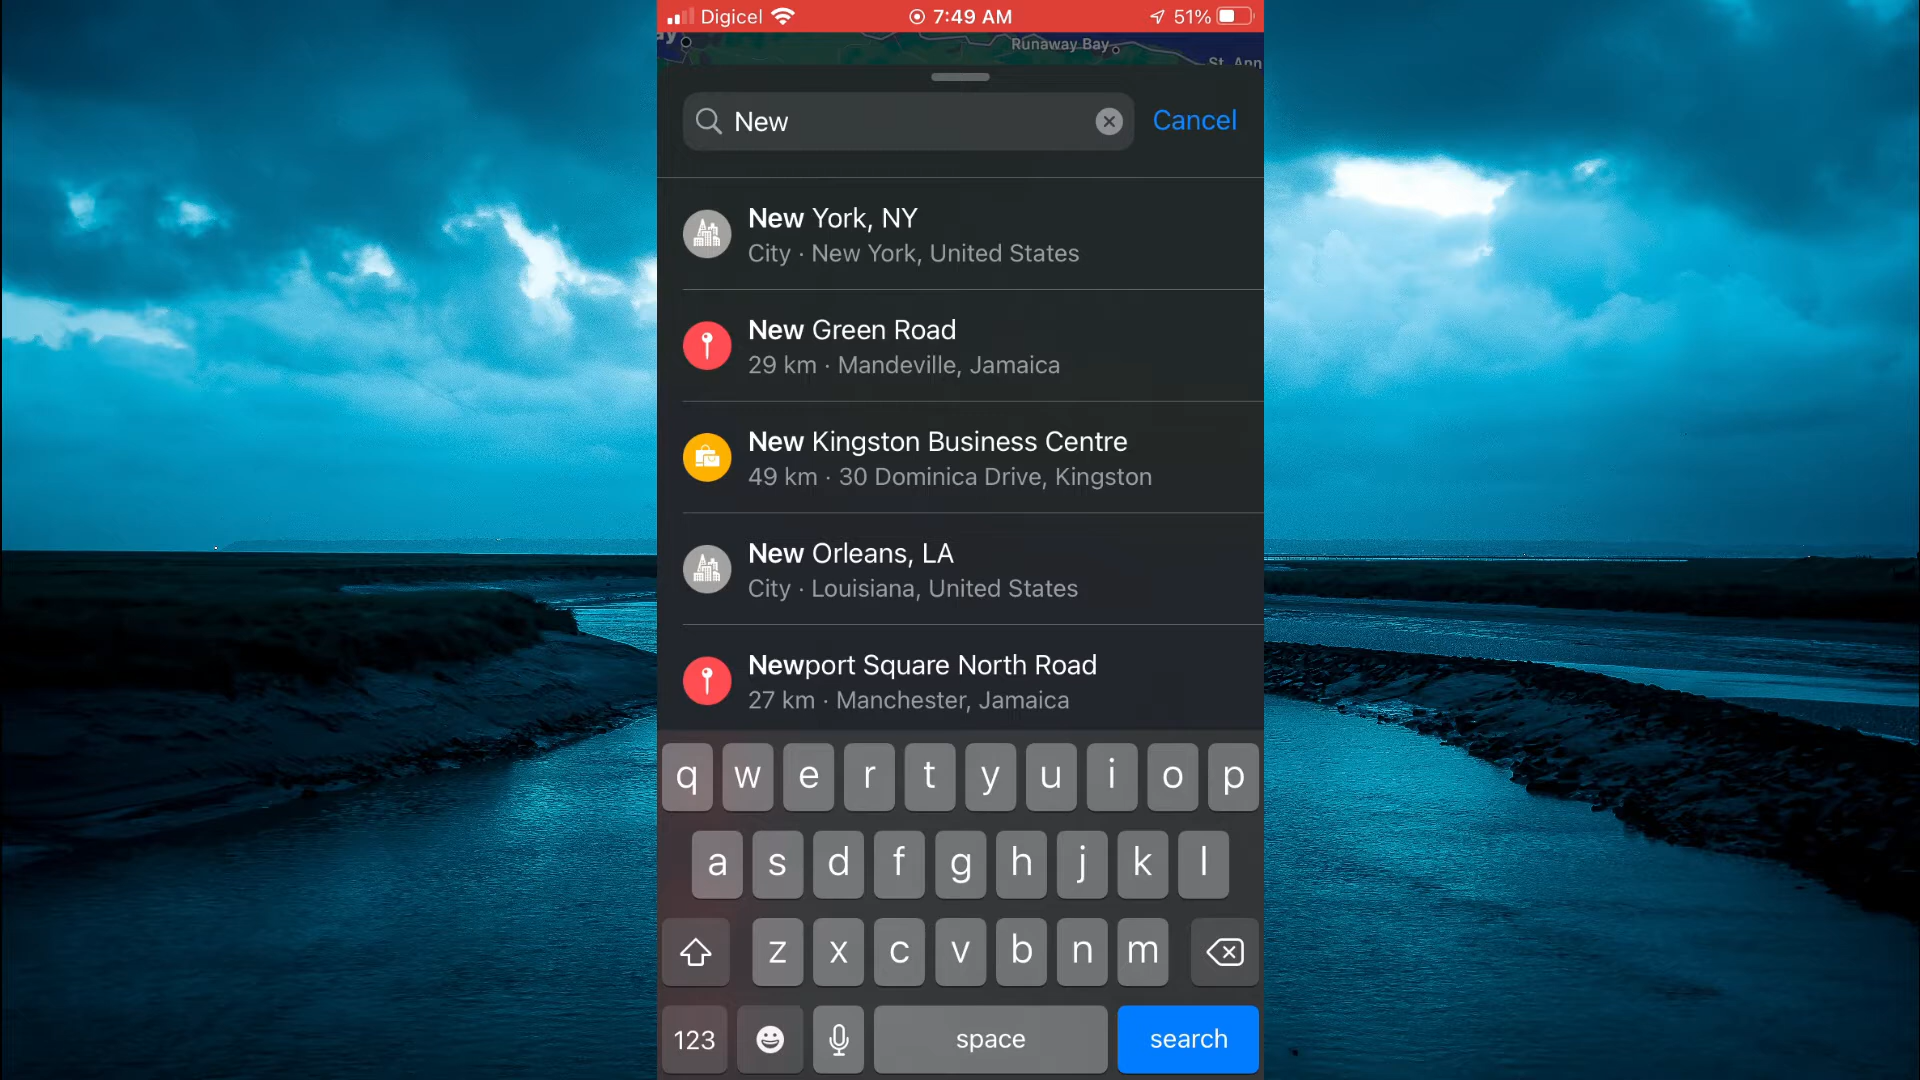 Digicel 7:49 AM 51%
Runaway Bay
St. Ann
New
Cancel
New York, NY
City · New York, United States
New Green Road
29 km · Mandeville, Jamaica
New Kingston Business Centre
49 km · 30 Dominica Drive, Kingston
New Orleans, LA
City · Louisiana, United States
Newport Square North Road
27 km · Manchester, Jamaica
q w e r t y u i o p
a s d f g h j k l
z x c v b n m
123 space search